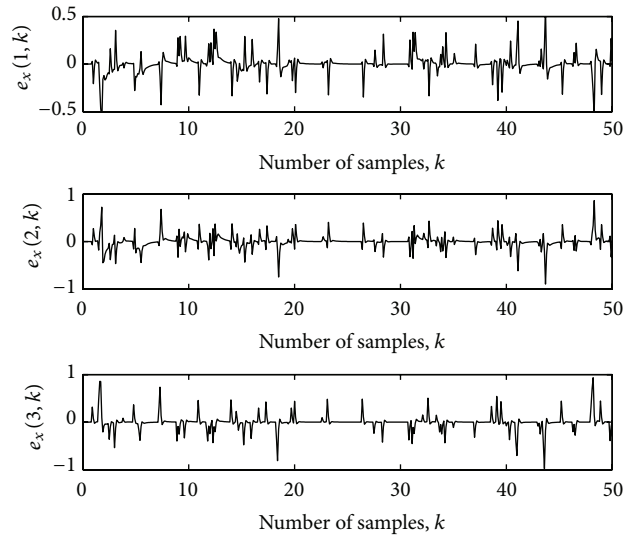 0.5
0
−0.5
e_x (1, k)
0 10 20 30 40 50
Number of samples, k
1
0
−1
e_x (2, k)
0 10 20 30 40 50
Number of samples, k
1
0
−1
e_x (3, k)
0 10 20 30 40 50
Number of samples, k